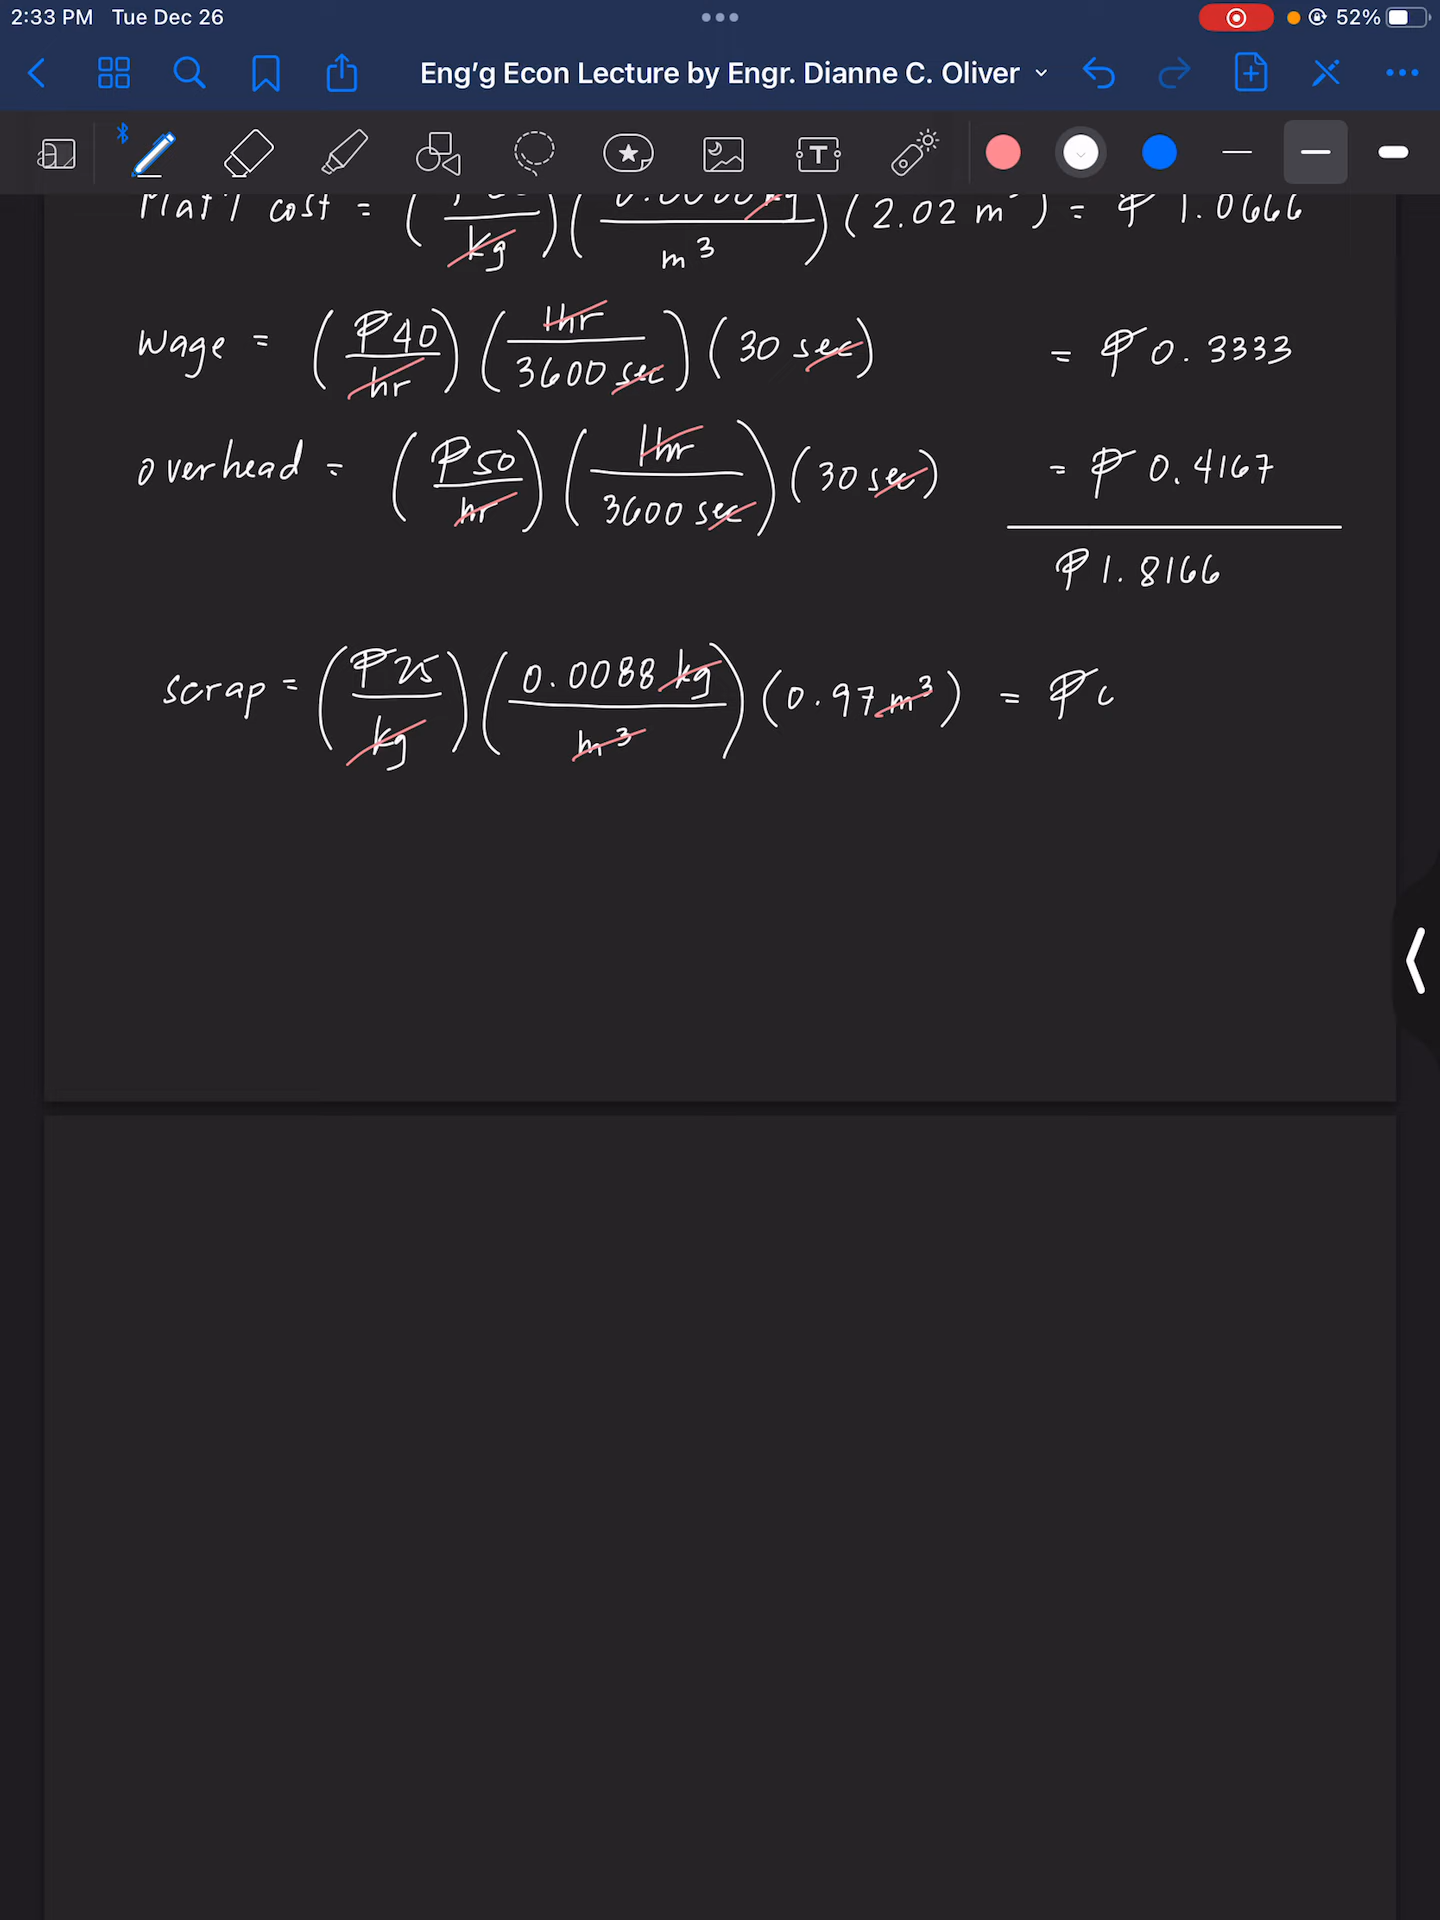 2:33 PM Tue Dec 26
52%
Eng'g Econ Lecture by Engr. Dianne C. Oliver
Mat'l cost = ( / kg ) ( kg / m³ ) ( 2.02 m ) = ₱ 1.0666
Wage = ( ₱40 / hr ) ( 1hr / 3600 sec ) ( 30 sec ) = ₱ 0.3333
overhead = ( ₱50 / hr ) ( 1hr / 3600 sec ) ( 30 sec ) = ₱ 0.4167
₱ 1.8166
scrap = ( ₱25 / kg ) ( 0.0088 kg / m³ ) ( 0.97 m³ ) = ₱